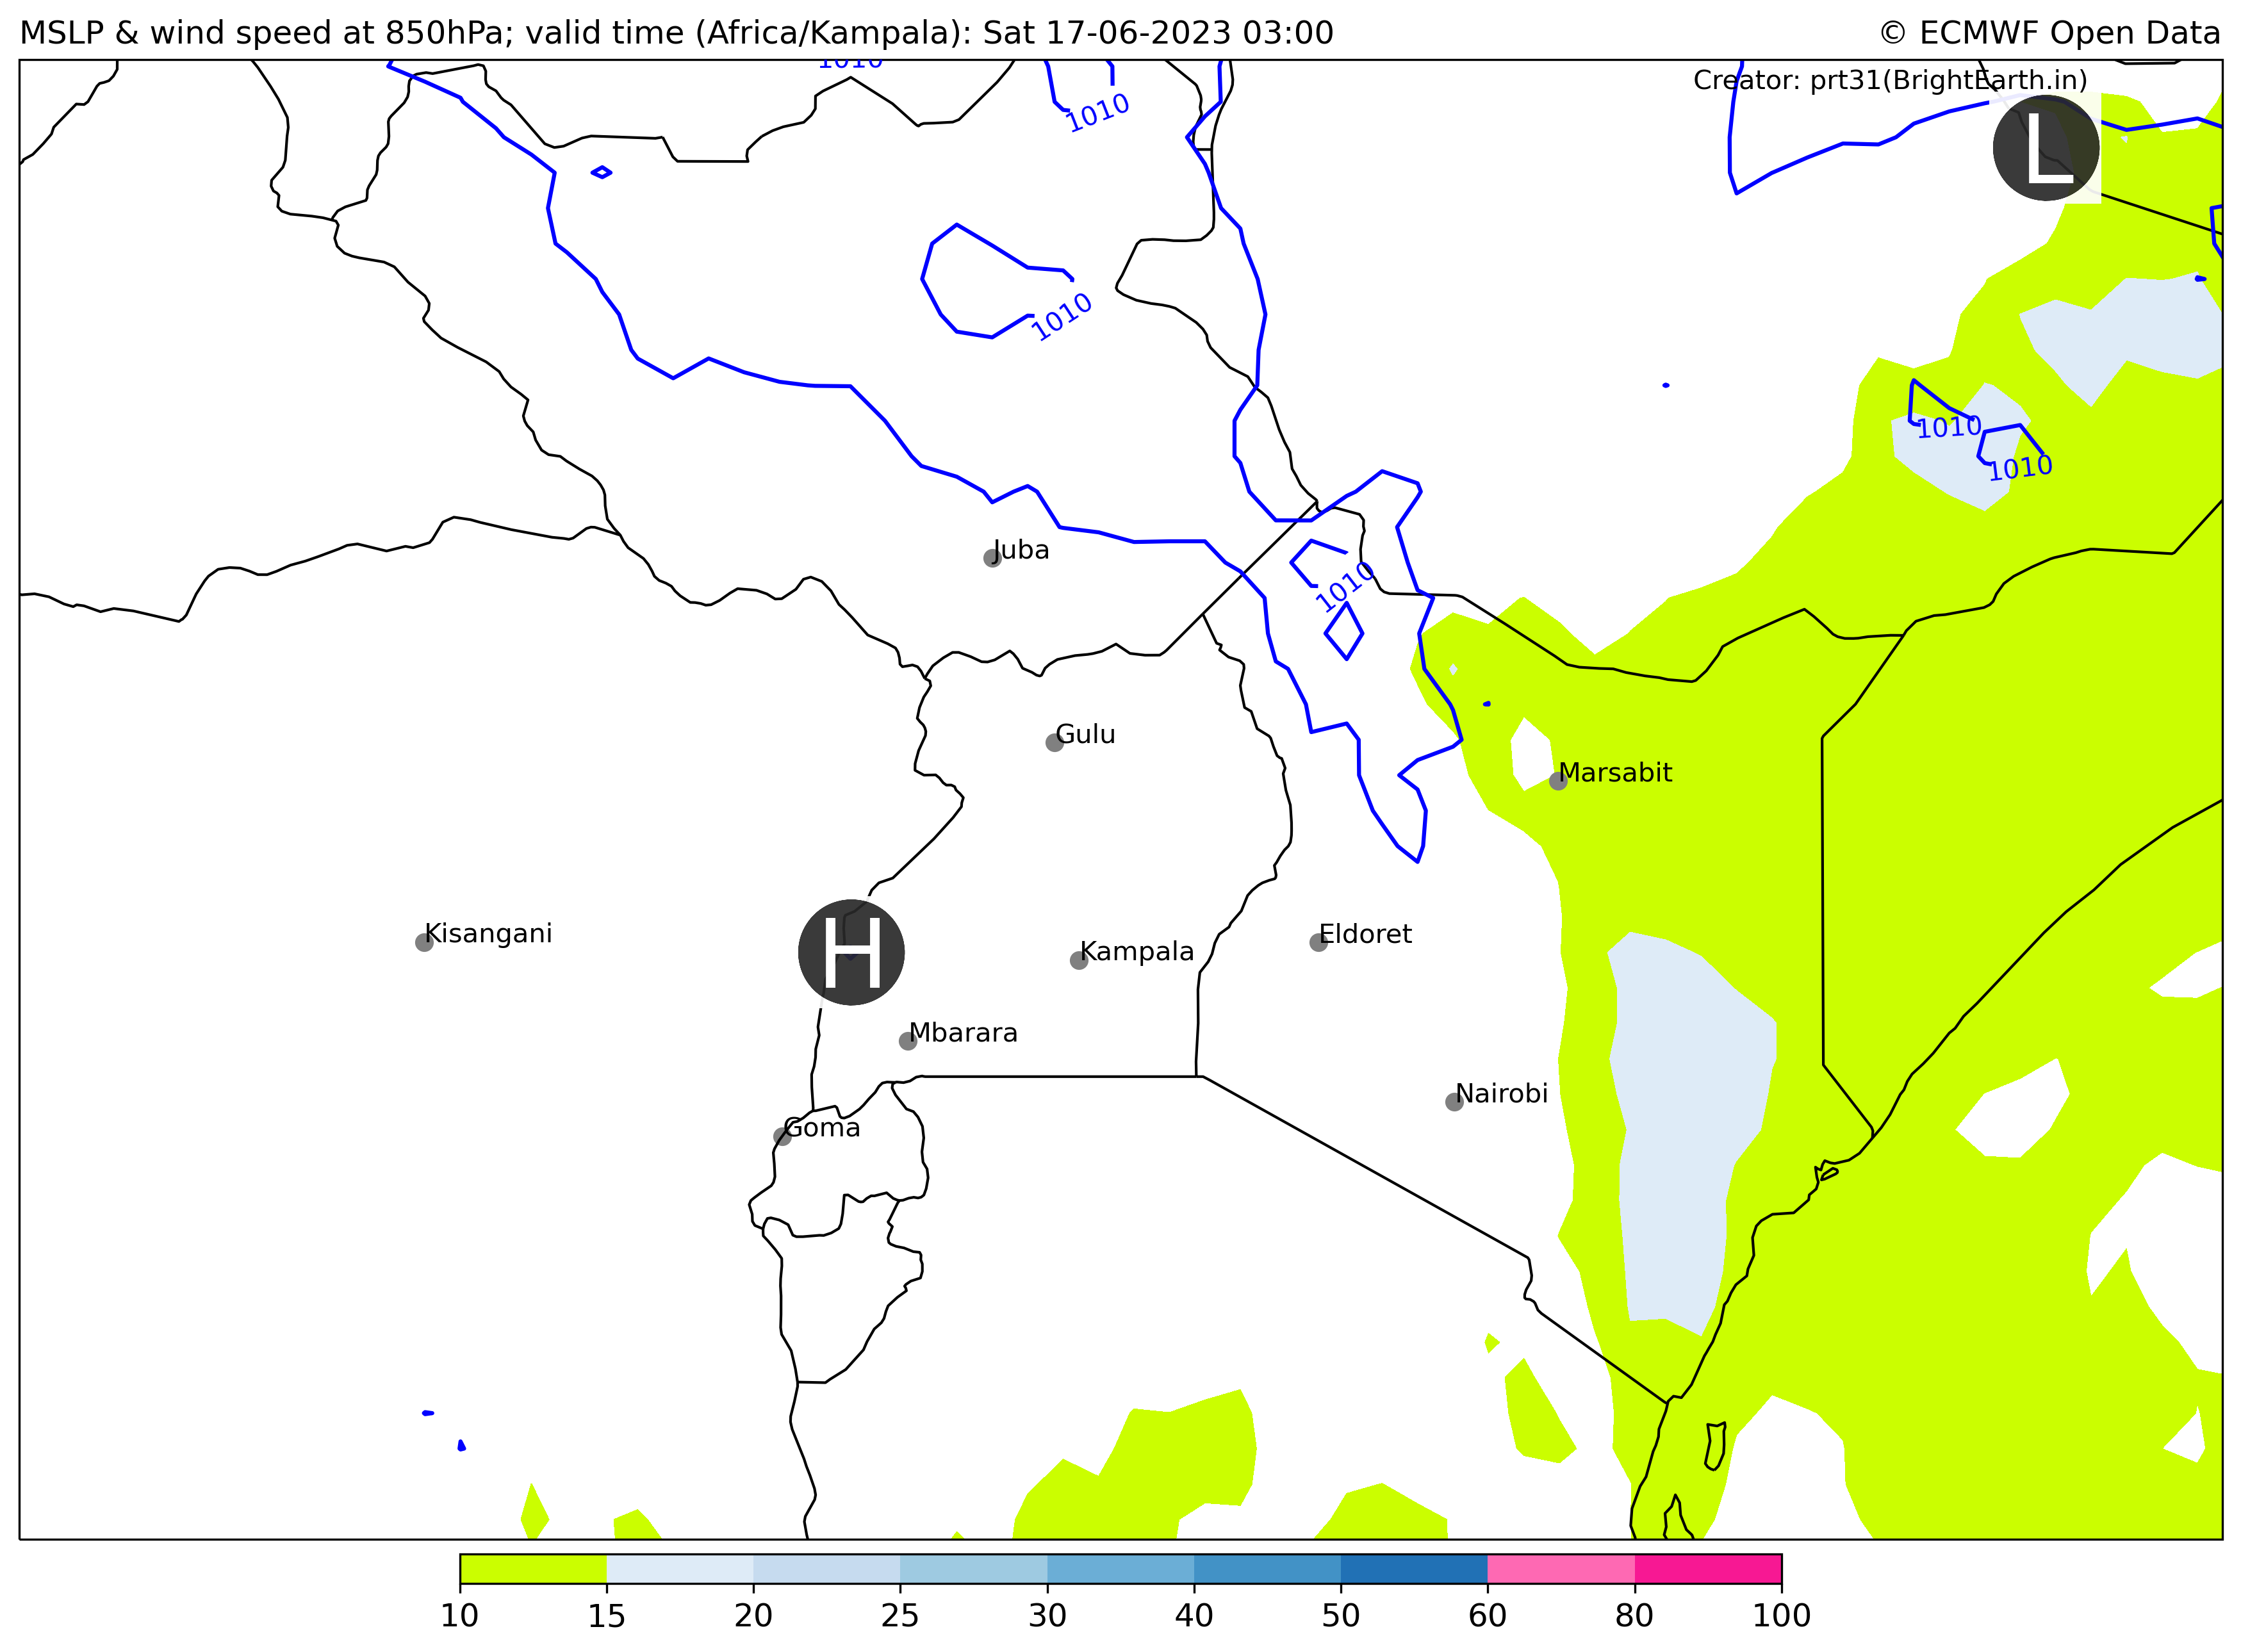 MSLP & wind speed at 850hPa; valid time (Africa/Kampala): Sat 17-06-2023 03:00
© ECMWF Open Data
1010
Creator: prt31(BrightEarth.in)
1010
L
1010
1010
1010
Juba
1010
Gulu
Marsabit
Kisangani
Eldoret
H
Kampala
Mbarara
Nairobi
Goma
10 15 20 25 30 40 50 60 80 100